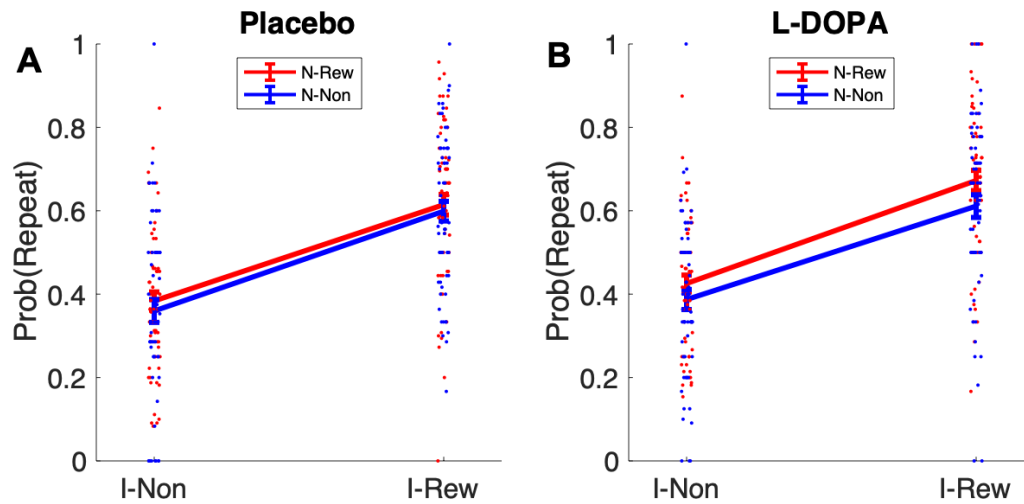 A
Placebo
N-Rew
N-Non
Prob(Repeat)
1
0.8
0.6
0.4
0.2
0
I-Non
I-Rew
B
L-DOPA
N-Rew
N-Non
Prob(Repeat)
1
0.8
0.6
0.4
0.2
0
I-Non
I-Rew